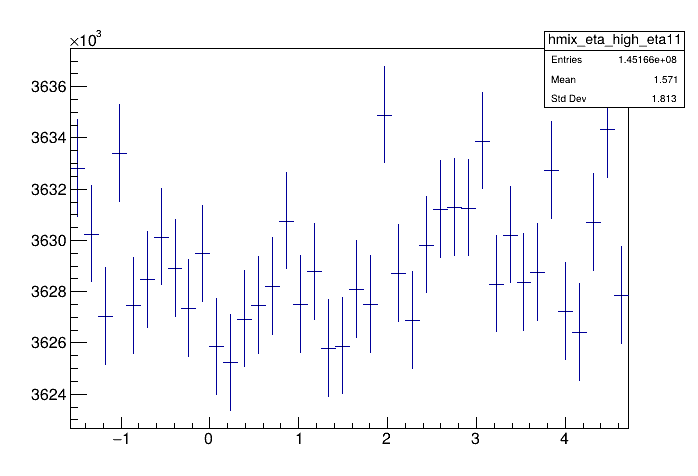 ×10³
hmix_eta_high_eta11
Entries 1.45166e+08
Mean 1.571
Std Dev 1.813
3636
3634
3632
3630
3628
3626
3624
−1 0 1 2 3 4